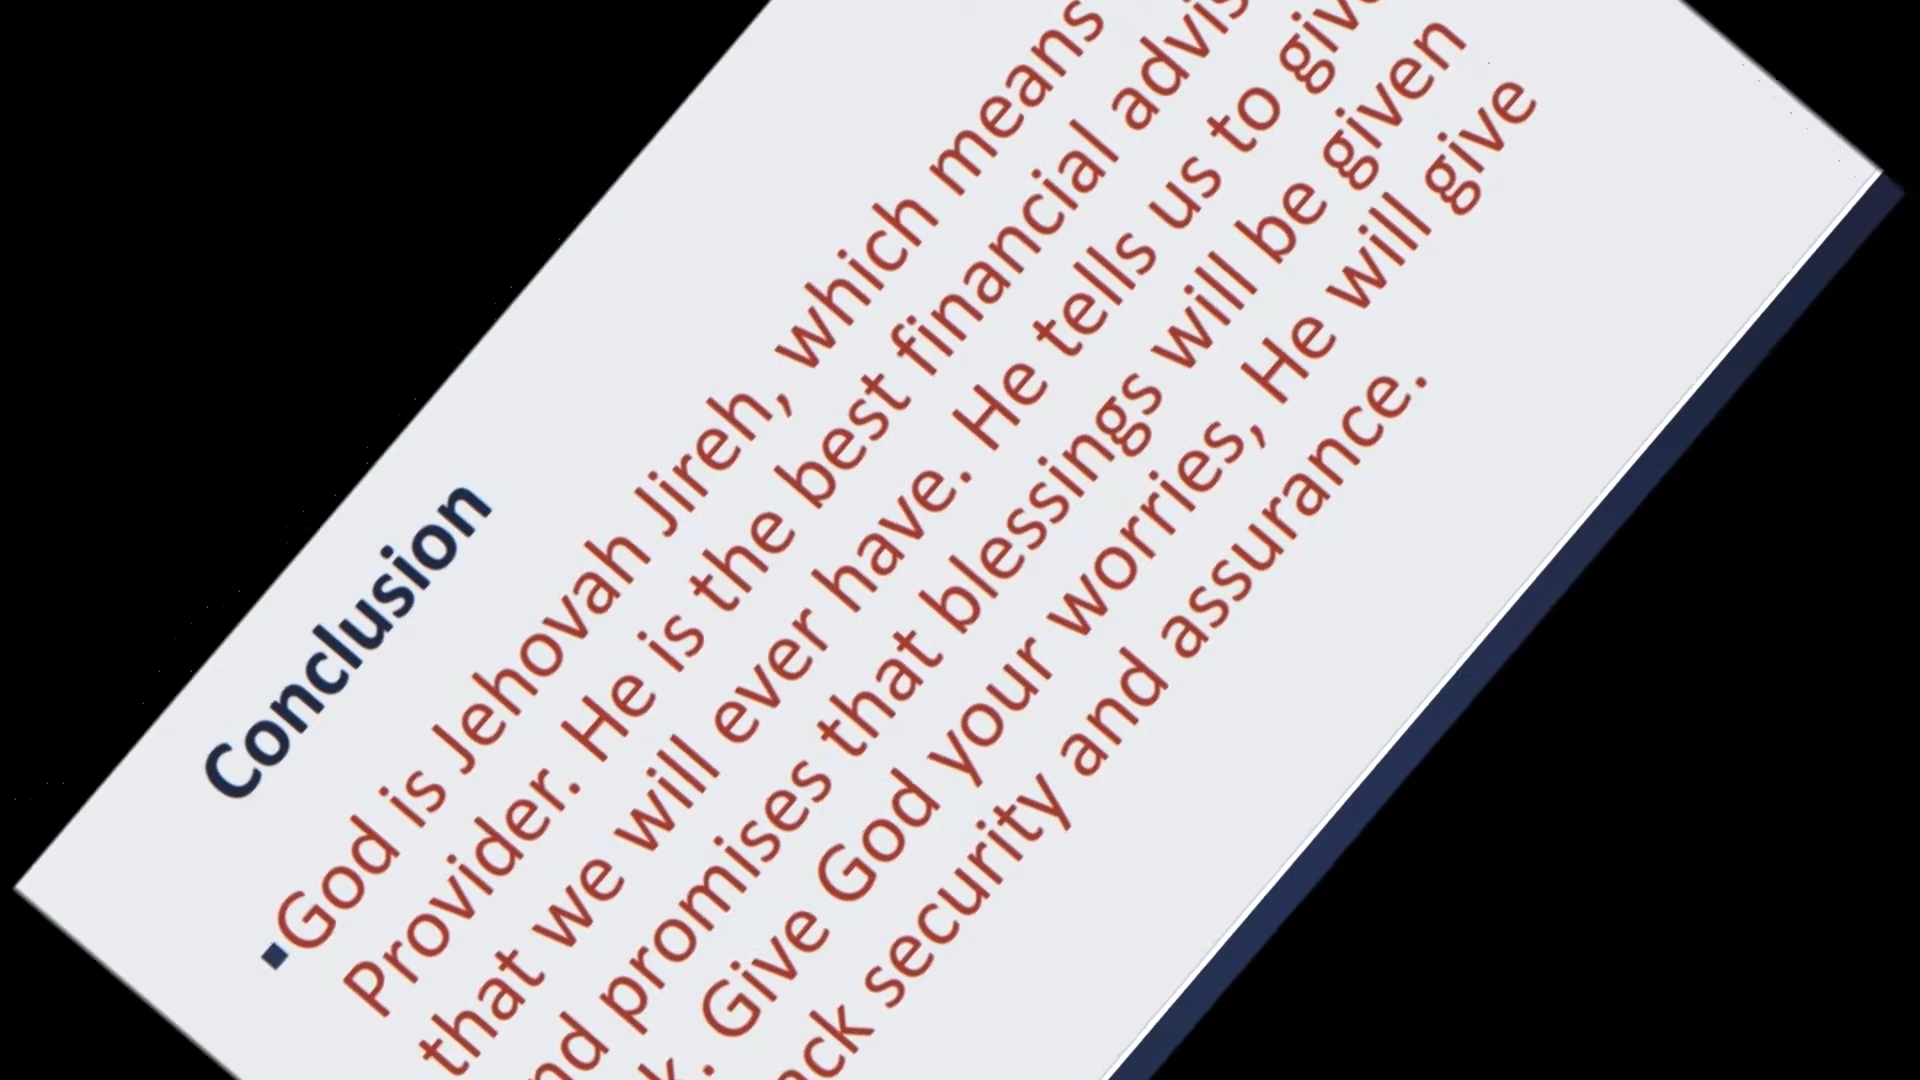 Conclusion
God is Jehovah Jireh, which means
Provider. He is the best financial
that we will ever have. He tells us to
promises that blessings will be given
Give God your worries, He will give
security and assurance.